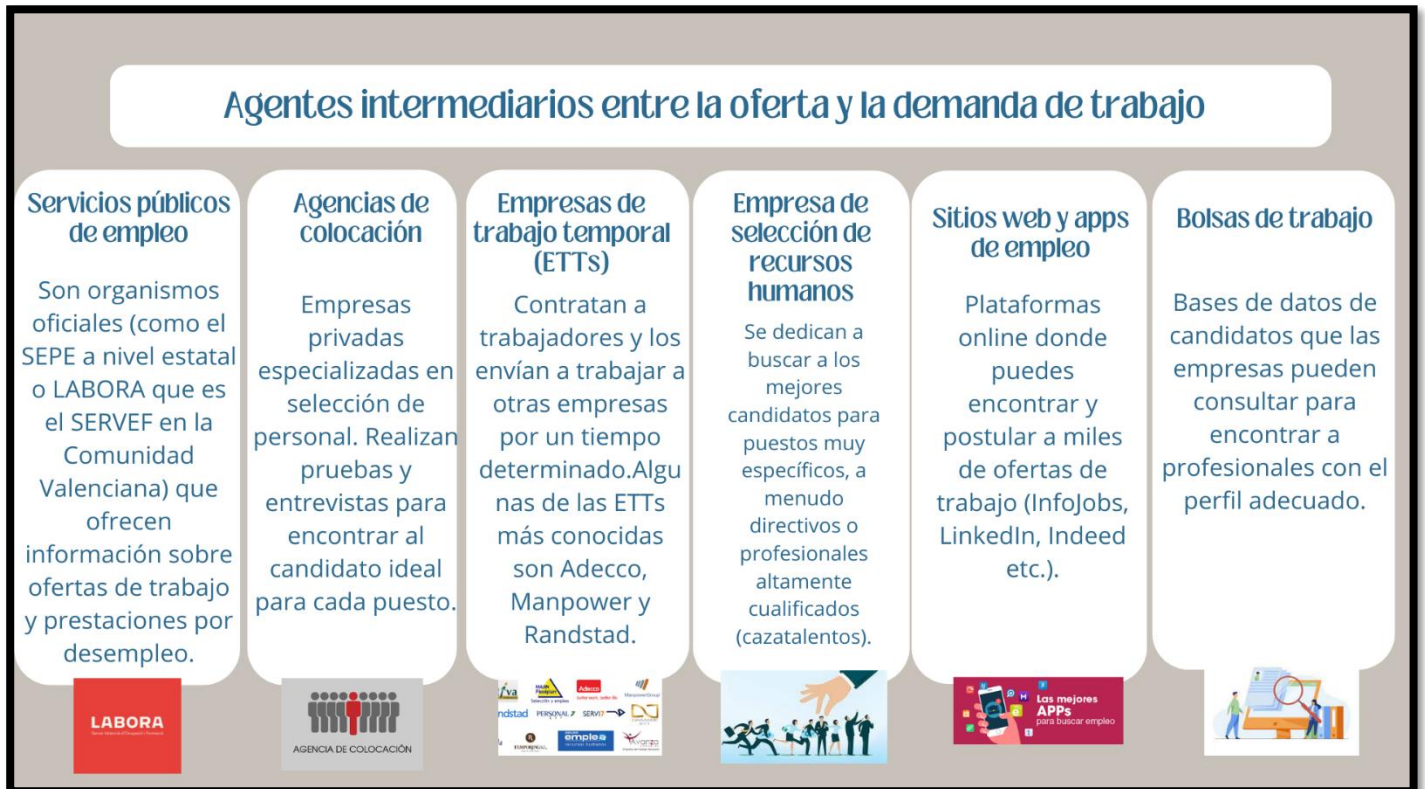 Agentes intermediarios entre la oferta y la demanda de trabajo
Servicios públicos
de empleo
Son organismos
oficiales (como el
SEPE a nivel estatal
o LABORA que es
el SERVEF en la
Comunidad
Valenciana) que
ofrecen
información sobre
ofertas de trabajo
y prestaciones por
desempleo.
LABORA
Agencias de
colocación
Empresas
privadas
especializadas en
selección de
personal. Realizan
pruebas y
entrevistas para
encontrar al
candidato ideal
para cada puesto.
AGENCIA DE COLOCACIÓN
Empresas de
trabajo temporal
(ETTs)
Contratan a
trabajadores y los
envían a trabajar a
otras empresas
por un tiempo
determinado.Algu
nas de las ETTs
más conocidas
son Adecco,
Manpower y
Randstad.
Adecco
ManpowerGroup
ndstad
PERSONAL 7
SERVI
emplea
Avanza
Empresa de
selección de
recursos
humanos
Se dedican a
buscar a los
mejores
candidatos para
puestos muy
específicos, a
menudo
directivos o
profesionales
altamente
cualificados
(cazatalentos).
Sitios web y apps
de empleo
Plataformas
online donde
puedes
encontrar y
postular a miles
de ofertas de
trabajo (InfoJobs,
LinkedIn, Indeed
etc.).
Las mejores
APPs
para buscar empleo
Bolsas de trabajo
Bases de datos de
candidatos que las
empresas pueden
consultar para
encontrar a
profesionales con el
perfil adecuado.